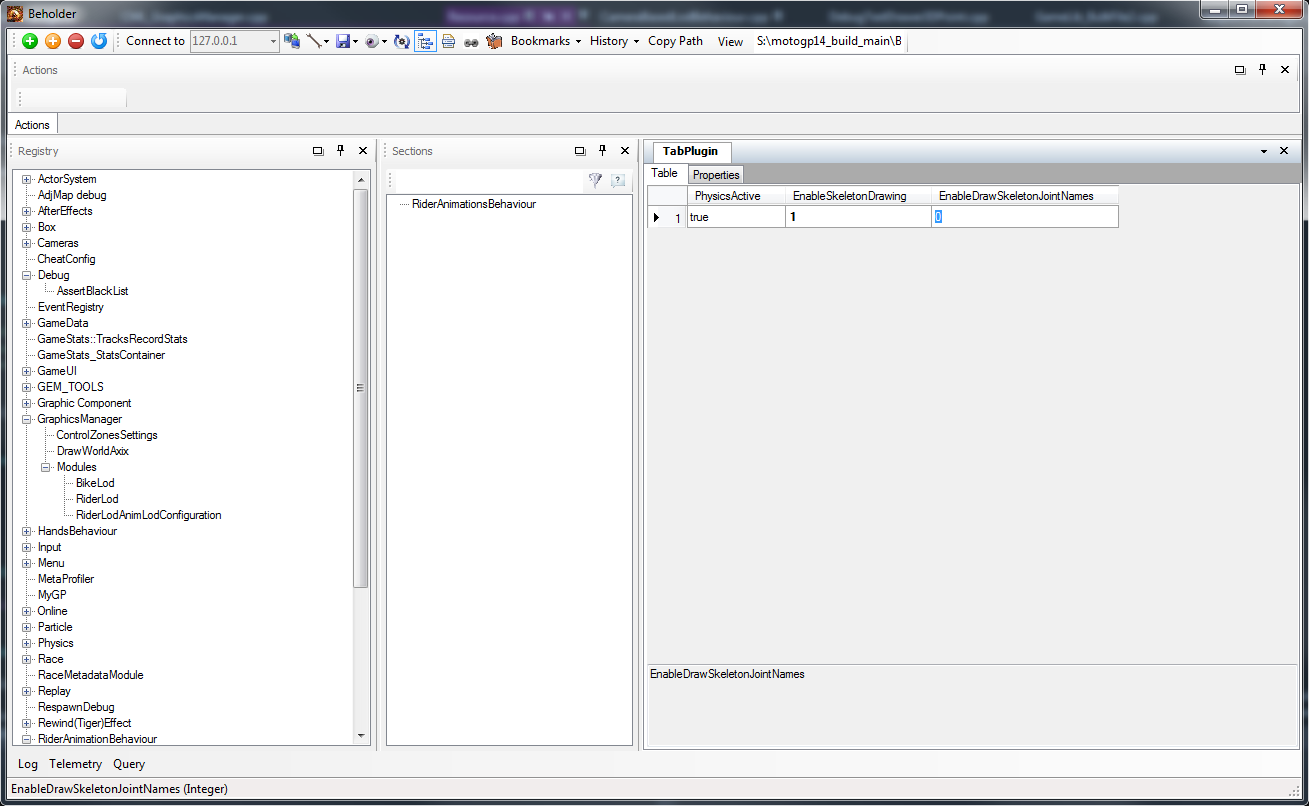 Beholder
Connect to 127.0.0.1 Bookmarks History Copy Path View S:\motogp14_build_main\B
Actions
Actions
Registry
ActorSystem
AdjMap debug
AfterEffects
Box
Cameras
CheatConfig
Debug
AssertBlackList
EventRegistry
GameData
GameStats::TracksRecordStats
GameStats_StatsContainer
GameUI
GEM_TOOLS
Graphic Component
GraphicsManager
ControlZonesSettings
DrawWorldAxix
Modules
BikeLod
RiderLod
RiderLodAnimLodConfiguration
HandsBehaviour
Input
Menu
MetaProfiler
MyGP
Online
Particle
Physics
Race
RaceMetadataModule
Replay
RespawnDebug
Rewind(Tiger)Effect
RiderAnimationBehaviour
Sections
RiderAnimationsBehaviour
TabPlugin
Table Properties
PhysicsActive EnableSkeletonDrawing EnableDrawSkeletonJointNames
1 true 1 0
EnableDrawSkeletonJointNames
Log Telemetry Query
EnableDrawSkeletonJointNames (Integer)